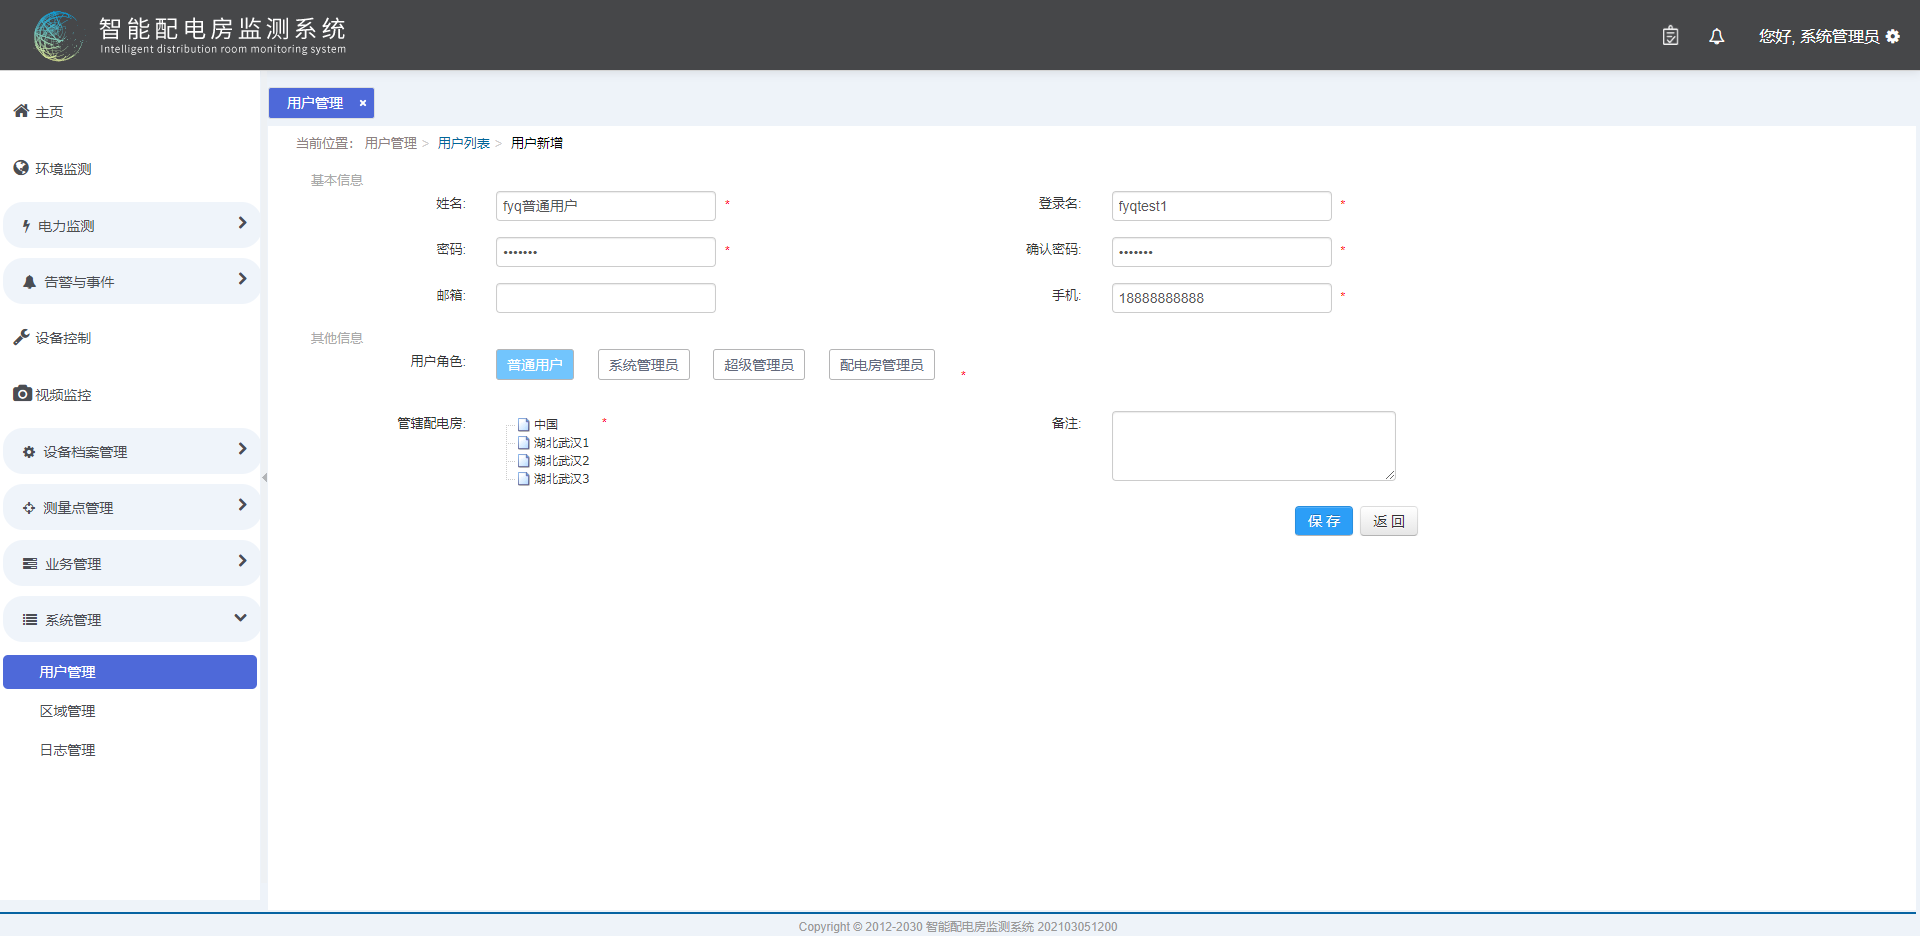 智能配电房监测系统
Intelligent distribution room monitoring system
您好, 系统管理员
主页
环境监测
电力监测
告警与事件
设备控制
视频监控
设备档案管理
测量点管理
业务管理
系统管理
用户管理
区域管理
日志管理
用户管理 ×
当前位置: 用户管理 > 用户列表 > 用户新增
基本信息
姓名: fyq普通用户 * 登录名: fyqtest1 *
密码: ••••••• * 确认密码: ••••••• *
邮箱: 手机: 18888888888 *
其他信息
用户角色: 普通用户 系统管理员 超级管理员 配电房管理员 *
管辖配电房: 中国 * 备注:
湖北武汉1
湖北武汉2
湖北武汉3
保 存 返 回
Copyright © 2012-2030 智能配电房监测系统 202103051200